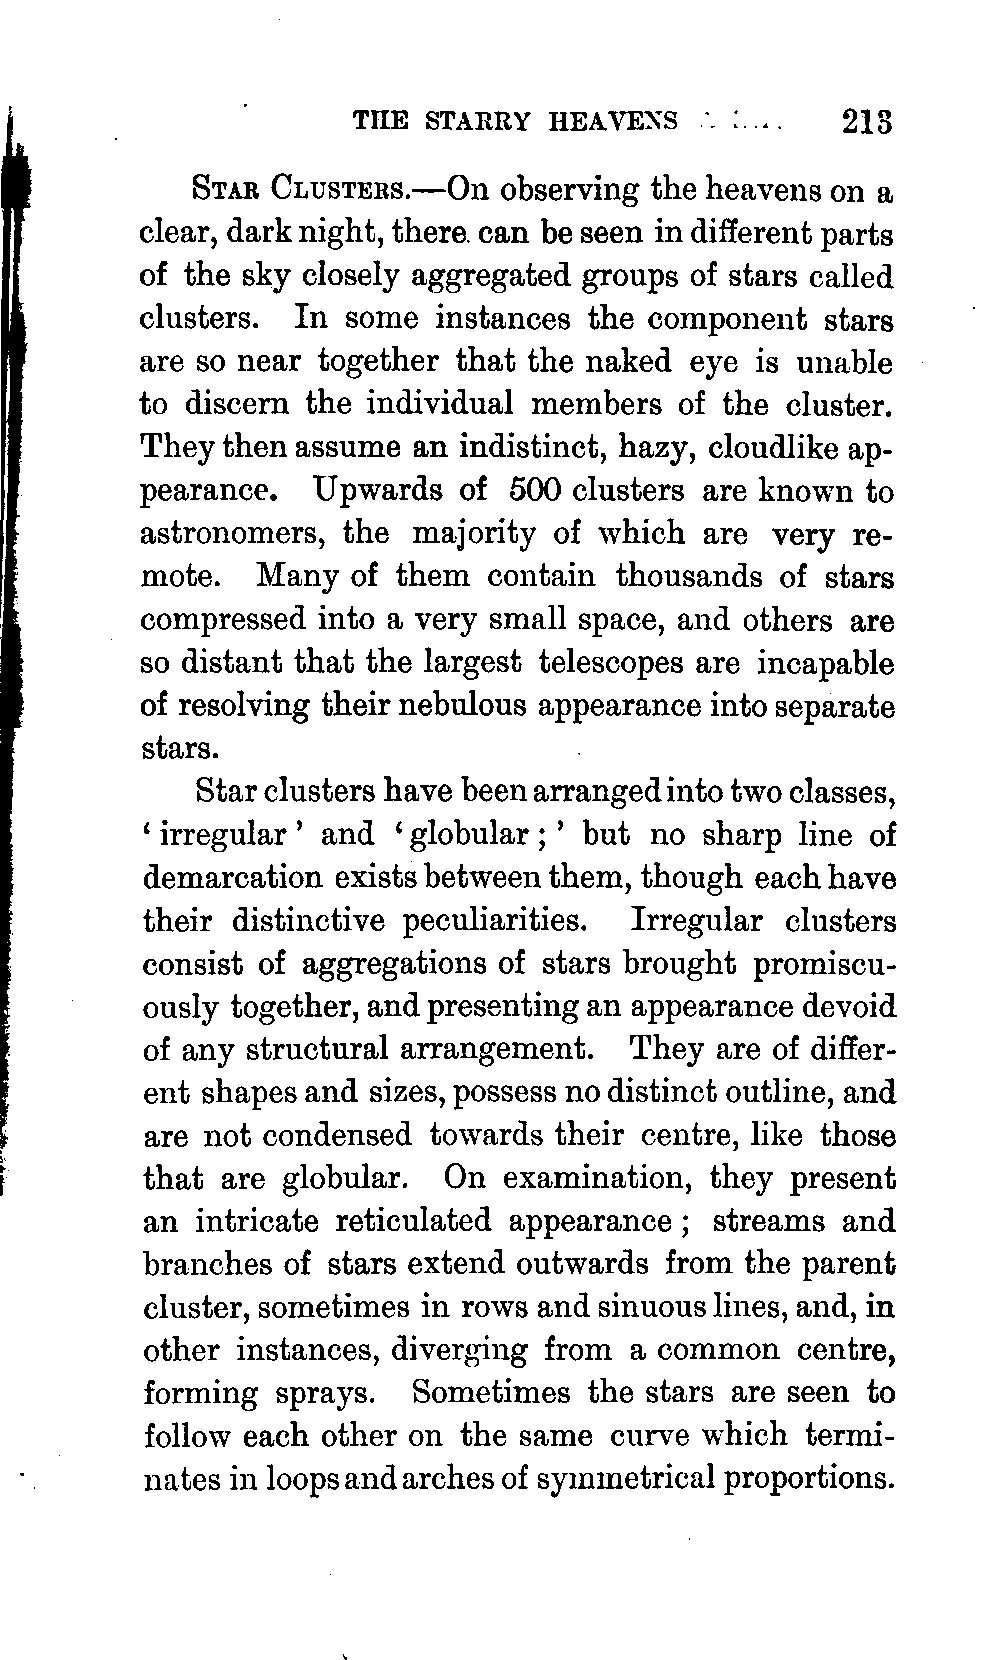 THE STARRY HEAVENS 213
STAR CLUSTERS.—On observing the heavens on a
clear, dark night, there can be seen in different parts
of the sky closely aggregated groups of stars called
clusters. In some instances the component stars
are so near together that the naked eye is unable
to discern the individual members of the cluster.
They then assume an indistinct, hazy, cloudlike ap-
pearance. Upwards of 500 clusters are known to
astronomers, the majority of which are very re-
mote. Many of them contain thousands of stars
compressed into a very small space, and others are
so distant that the largest telescopes are incapable
of resolving their nebulous appearance into separate
stars.
Star clusters have been arranged into two classes,
‘ irregular ’ and ‘ globular ; ’ but no sharp line of
demarcation exists between them, though each have
their distinctive peculiarities. Irregular clusters
consist of aggregations of stars brought promiscu-
ously together, and presenting an appearance devoid
of any structural arrangement. They are of differ-
ent shapes and sizes, possess no distinct outline, and
are not condensed towards their centre, like those
that are globular. On examination, they present
an intricate reticulated appearance ; streams and
branches of stars extend outwards from the parent
cluster, sometimes in rows and sinuous lines, and, in
other instances, diverging from a common centre,
forming sprays. Sometimes the stars are seen to
follow each other on the same curve which termi-
nates in loops and arches of symmetrical proportions.